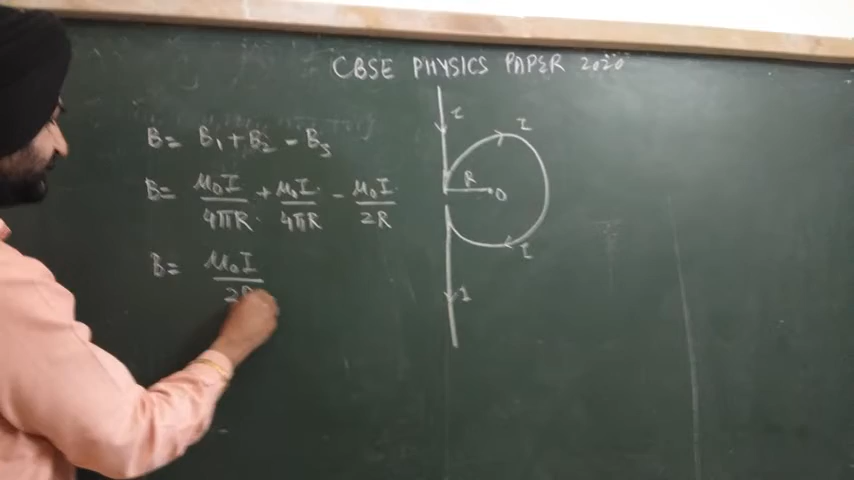 CBSE PHYSICS PAPER 2020
B = B₁ + B₂ - B₃
B = μ₀I/4πR + μ₀I/4πR - μ₀I/2R
B = μ₀I/2R
I
I
R
O
I
I